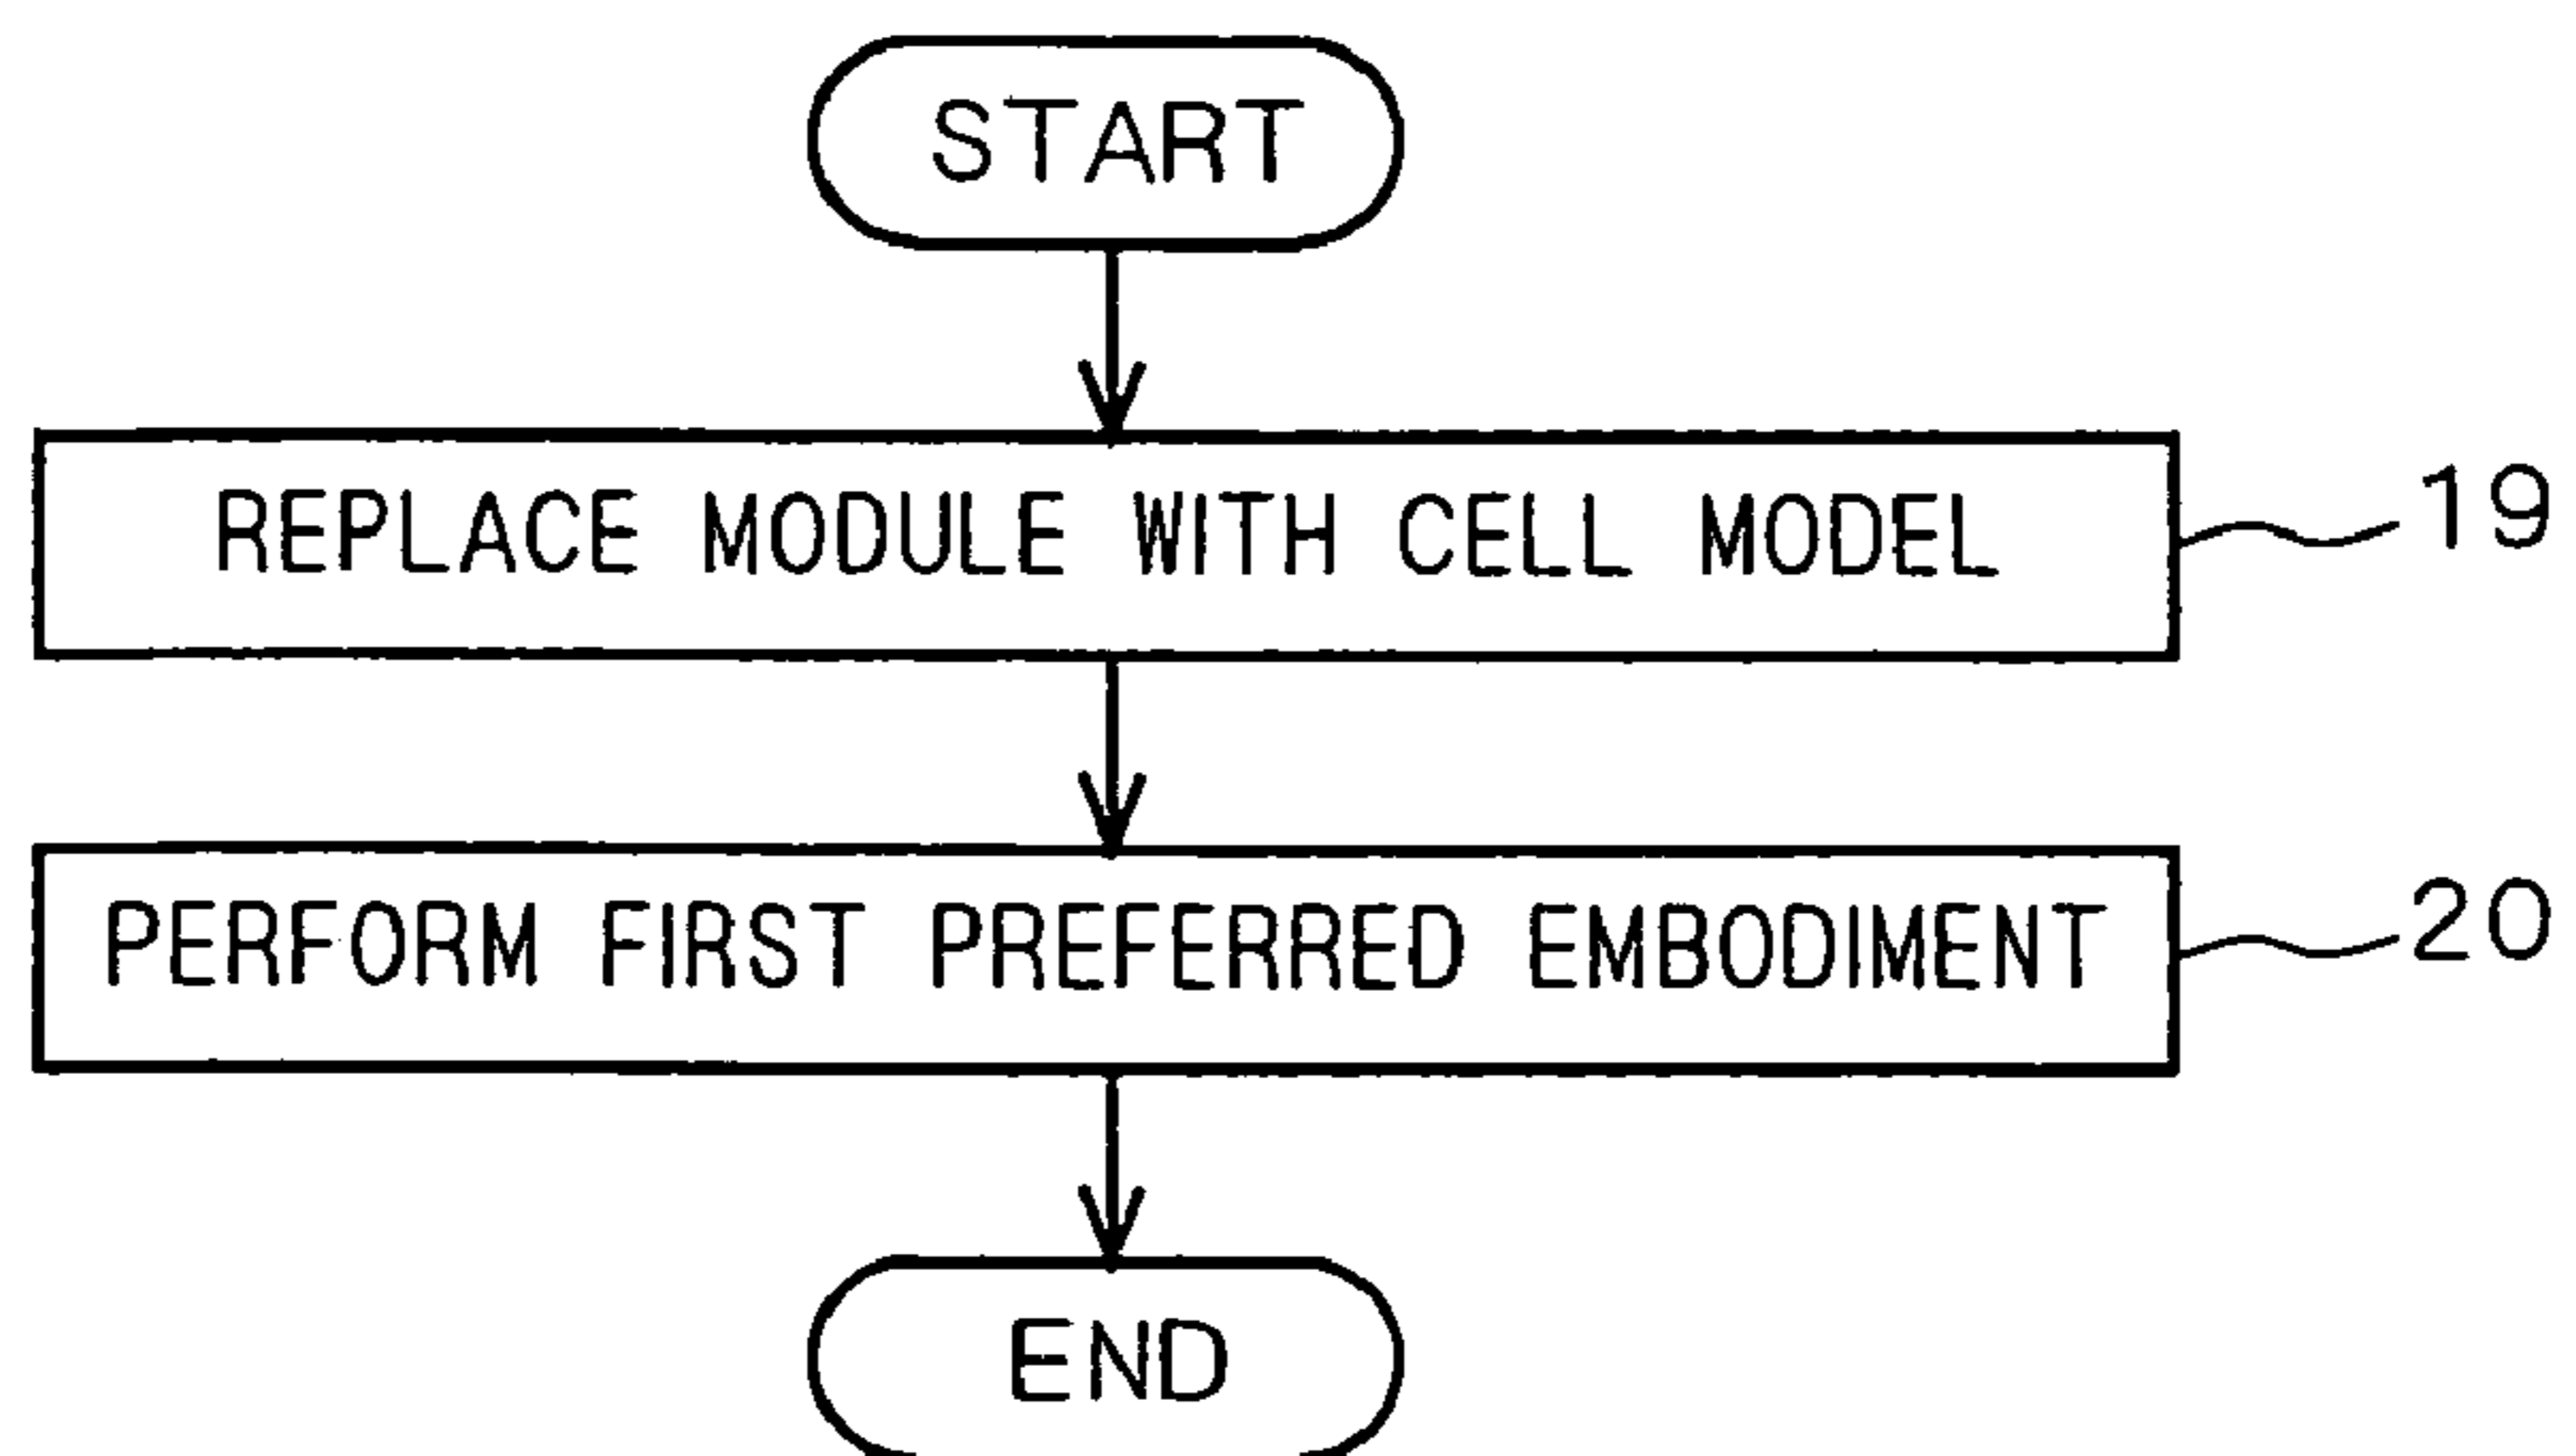 START
REPLACE MODULE WITH CELL MODEL
19
PERFORM FIRST PREFERRED EMBODIMENT
20
END